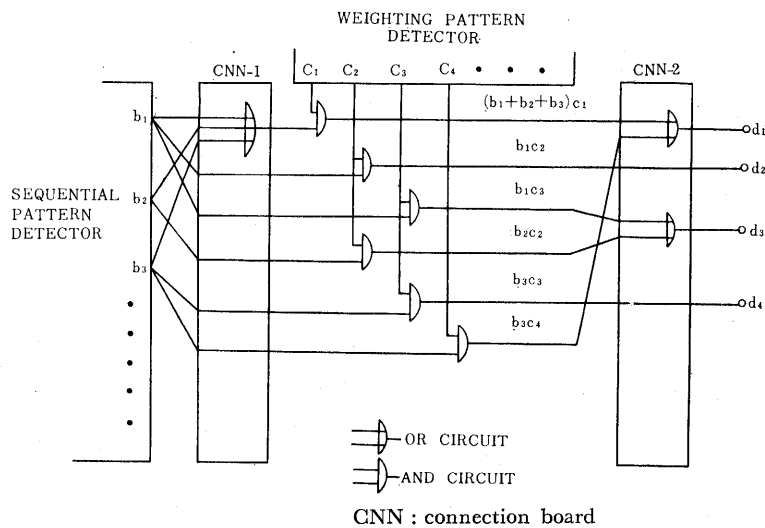 WEIGHTING PATTERN
DETECTOR
CNN-1
C1 C2 C3 C4 • • •
CNN-2
(b1+b2+b3)c1
b1
d1
b1c2
d2
SEQUENTIAL
PATTERN
DETECTOR
b2
b1c3
b2c2
d3
b3
b3c3
d4
b3c4
OR CIRCUIT
AND CIRCUIT
CNN : connection board